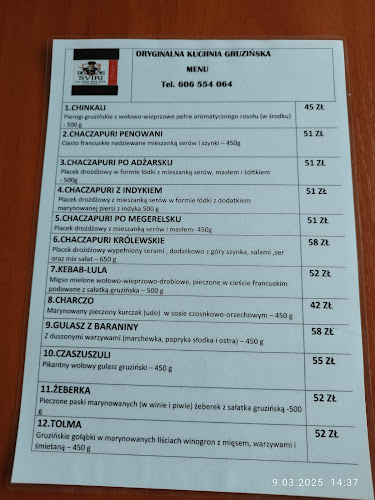 ORYGINALNA KUCHNIA GRUZIŃSKA
MENU
Tel. 606 554 064
SVIRI
1.CHINKALI 45 ZŁ
Pierogi gruzińskie z wołowo-wieprzowe pełne aromatycznego rosołu (w środku)
- 500 g
2.CHACZAPURI PENOWANI 51 ZŁ
Ciasto francuskie nadziewane mieszanką serów i szynki – 450g
3.CHACZAPURI PO ADŻARSKU 51 ZŁ
Placek drożdżowy w formie łódki z mieszanką serów, masłem i żółtkiem
- 500g
4.CHACZAPURI Z INDYKIEM 51 ZŁ
Placek drożdżowy z mieszanką serów w formie łódki z dodatkiem
marynowanej piersi z indyka 500 g
5.CHACZAPURI PO MEGERELSKU 51 ZŁ
Placek drożdżowy z mieszanką serów i masłem- 450g
6.CHACZAPURI KRÓLEWSKIE 58 ZŁ
Placek drożdżowy wypełniony serami , dodatkowo z góry szynka, salami ,ser
oraz mix sałat – 650 g
7.KEBAB-LULA 52 ZŁ
Mięso mielone wołowo-wieprzowo-drobiowe, pieczone w cieście francuskim
podawane z sałatką gruzińska – 500 g
8.CHARCZO 42 ZŁ
Marynowany pieczony kurczak (udo) w sosie czosnkowo-orzechowym – 450 g
9.GULASZ Z BARANINY 58 ZŁ
Z duszonymi warzywami (marchewka, papryka słodka i ostra) – 450 g
10.CZASZUSZULI 55 ZŁ
Pikantny wołowy gulasz gruziński – 450 g
11.ŻEBERKA 52 ZŁ
Pieczone paski marynowanych (w winie i piwie) żeberek z sałatka gruzińską -500
g
12.TOLMA 52 ZŁ
Gruzińskie gołąbki w marynowanych liściach winogron z mięsem, warzywami i
śmietaną – 450 g
9.03.2025 14:37